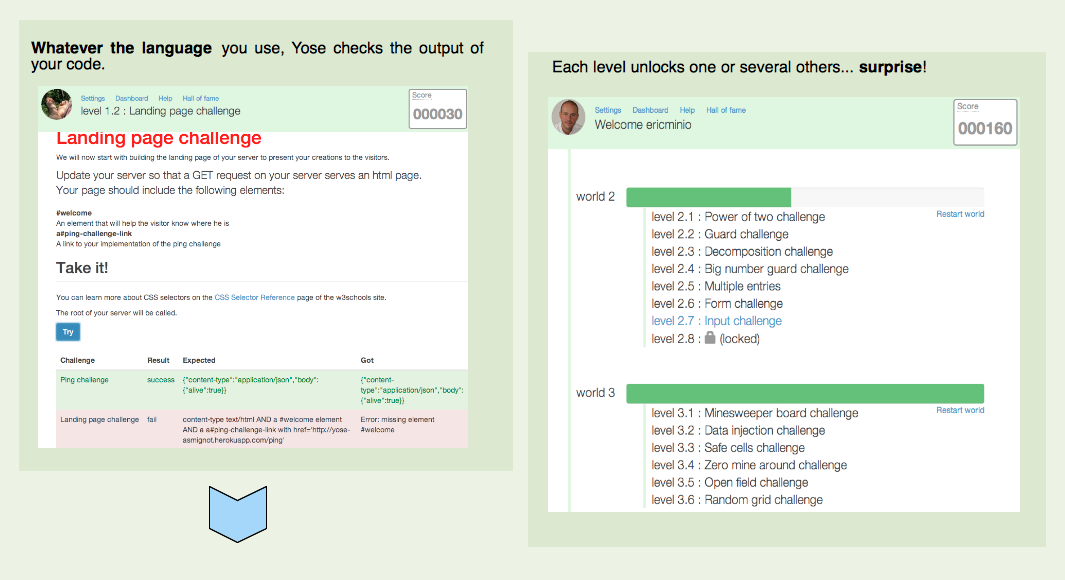 Whatever the language you use, Yose checks the output of
your code.
Settings Dashboard Help Hall of fame
level 1.2 : Landing page challenge
Score
000030
Landing page challenge
We will now start with building the landing page of your server to present your creations to the visitors.
Update your server so that a GET request on your server serves an html page.
Your page should include the following elements:
#welcome
An element that will help the visitor know where he is
a#ping-challenge-link
A link to your implementation of the ping challenge
Take it!
You can learn more about CSS selectors on the CSS Selector Reference page of the w3schools site.
The root of your server will be called.
Try
Challenge Result Expected Got
Ping challenge success {"content-type":"application/json","body": {"content-
{"alive":true}} type":"application/json","body":
{"alive":true}}
Landing page challenge fail content-type text/html AND a #welcome element Error: missing element
AND a a#ping-challenge-link with href='http://yose- #welcome
asmignot.herokuapp.com/ping'
Each level unlocks one or several others... surprise!
Settings Dashboard Help Hall of fame
Welcome ericminio
Score
000160
world 2
Restart world
level 2.1 : Power of two challenge
level 2.2 : Guard challenge
level 2.3 : Decomposition challenge
level 2.4 : Big number guard challenge
level 2.5 : Multiple entries
level 2.6 : Form challenge
level 2.7 : Input challenge
level 2.8 : (locked)
world 3
Restart world
level 3.1 : Minesweeper board challenge
level 3.2 : Data injection challenge
level 3.3 : Safe cells challenge
level 3.4 : Zero mine around challenge
level 3.5 : Open field challenge
level 3.6 : Random grid challenge